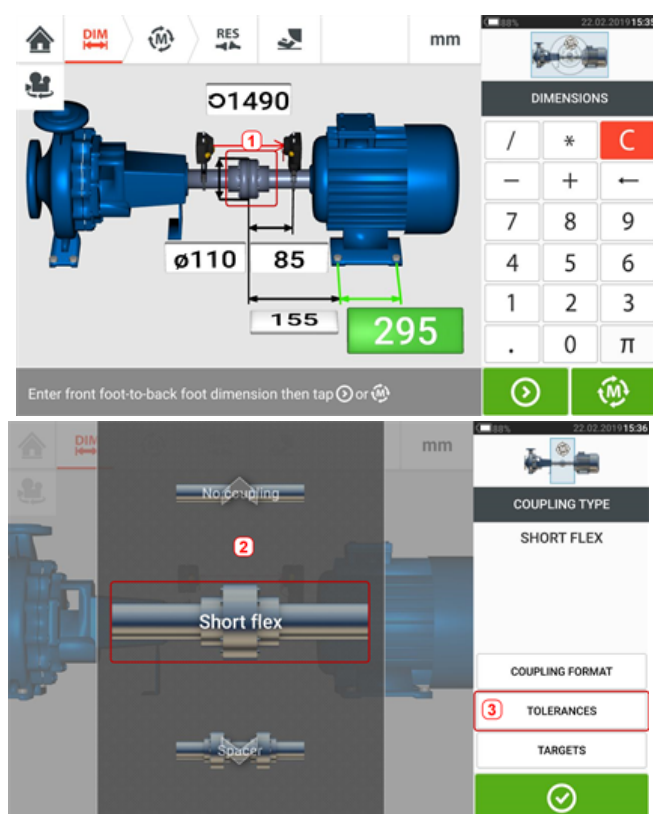 88% 22.02.2019 15:35
DIM
M
RES
mm
DIMENSIONS
1490
1
ø110
85
155
295
/ * C
− + ←
7 8 9
4 5 6
1 2 3
. 0 π
Enter front foot-to-back foot dimension then tap or M
M
88% 22.02.2019 15:36
DIM
mm
COUPLING TYPE
SHORT FLEX
No coupling
2
Short flex
Spacer
COUPLING FORMAT
3 TOLERANCES
TARGETS